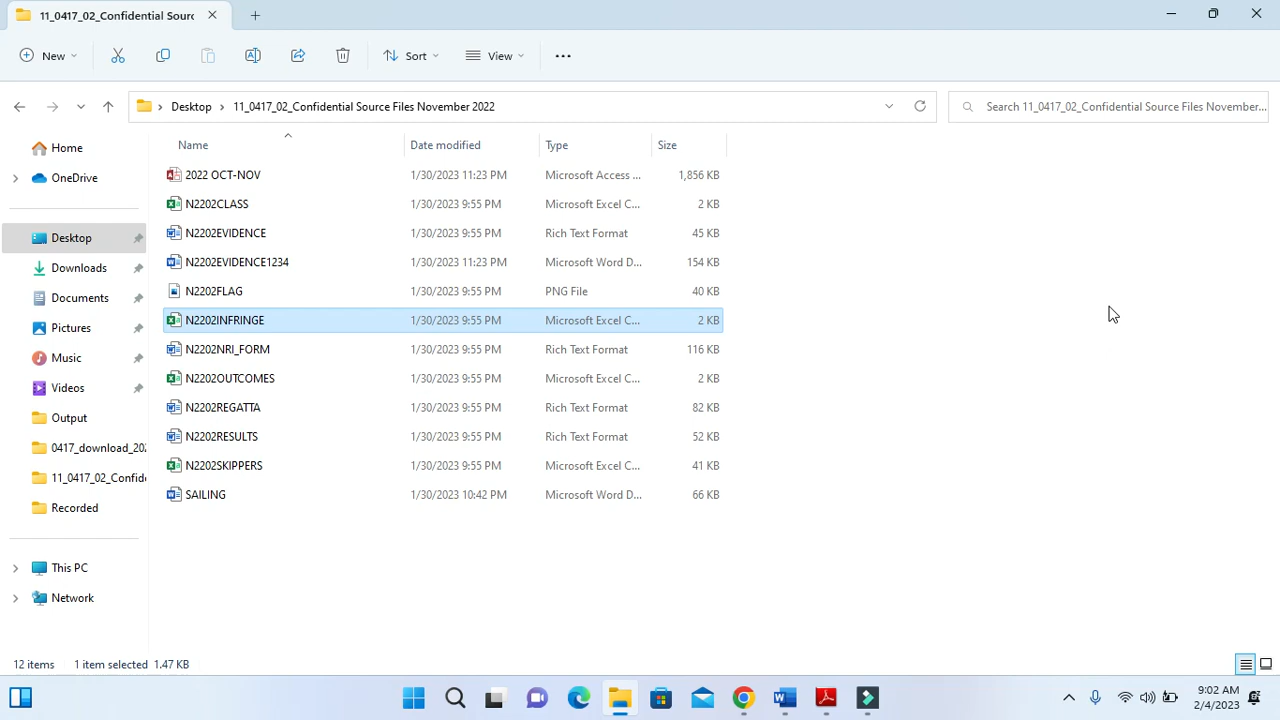 11_0417_02_Confidential Sourc
New
Sort
View
Desktop
11_0417_02_Confidential Source Files November 2022
Search 11_0417_02_Confidential Source Files November...
Name
Date modified
Type
Size
Home
OneDrive
Desktop
Downloads
Documents
Pictures
Music
Videos
Output
0417_download_202
11_0417_02_Confide
Recorded
This PC
Network
2022 OCT-NOV 1/30/2023 11:23 PM Microsoft Access ... 1,856 KB
N2202CLASS 1/30/2023 9:55 PM Microsoft Excel C... 2 KB
N2202EVIDENCE 1/30/2023 9:55 PM Rich Text Format 45 KB
N2202EVIDENCE1234 1/30/2023 11:23 PM Microsoft Word D... 154 KB
N2202FLAG 1/30/2023 9:55 PM PNG File 40 KB
N2202INFRINGE 1/30/2023 9:55 PM Microsoft Excel C... 2 KB
N2202NRI_FORM 1/30/2023 9:55 PM Rich Text Format 116 KB
N2202OUTCOMES 1/30/2023 9:55 PM Microsoft Excel C... 2 KB
N2202REGATTA 1/30/2023 9:55 PM Rich Text Format 82 KB
N2202RESULTS 1/30/2023 9:55 PM Rich Text Format 52 KB
N2202SKIPPERS 1/30/2023 9:55 PM Microsoft Excel C... 41 KB
SAILING 1/30/2023 10:42 PM Microsoft Word D... 66 KB
12 items 1 item selected 1.47 KB
9:02 AM
2/4/2023